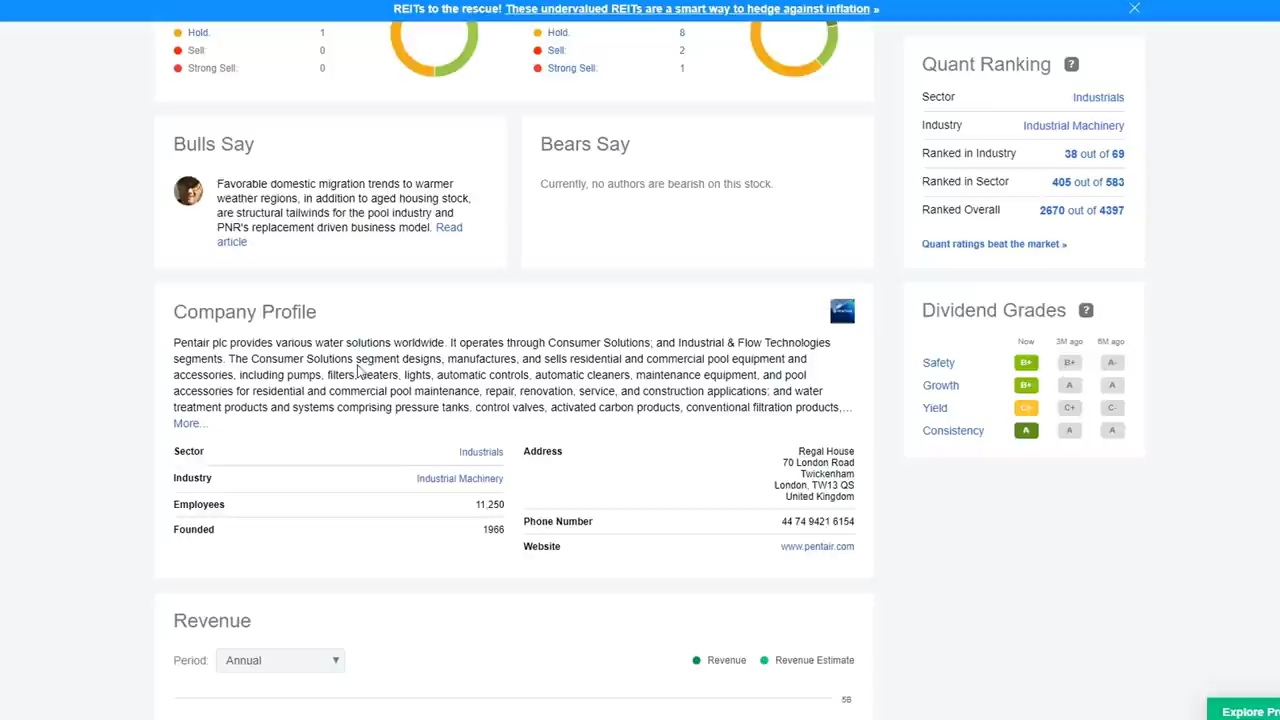 REITs to the rescue! These undervalued REITs are a smart way to hedge against inflation »
Hold: 1
Sell: 0
Strong Sell: 0
Hold: 8
Sell: 2
Strong Sell: 1
Bulls Say
Favorable domestic migration trends to warmer
weather regions, in addition to aged housing stock,
are structural tailwinds for the pool industry and
PNR's replacement driven business model. Read
article
Bears Say
Currently, no authors are bearish on this stock.
Quant Ranking ?
Sector Industrials
Industry Industrial Machinery
Ranked in Industry 38 out of 69
Ranked in Sector 405 out of 583
Ranked Overall 2670 out of 4397
Quant ratings beat the market »
Company Profile
Pentair plc provides various water solutions worldwide. It operates through Consumer Solutions; and Industrial & Flow Technologies
segments. The Consumer Solutions segment designs, manufactures, and sells residential and commercial pool equipment and
accessories, including pumps, filters, heaters, lights, automatic controls, automatic cleaners, maintenance equipment, and pool
accessories for residential and commercial pool maintenance, repair, renovation, service, and construction applications; and water
treatment products and systems comprising pressure tanks, control valves, activated carbon products, conventional filtration products,...
More...
Sector Industrials
Industry Industrial Machinery
Employees 11,250
Founded 1966
Address Regal House
70 London Road
Twickenham
London, TW13 QS
United Kingdom
Phone Number 44 74 9421 6154
Website www.pentair.com
Dividend Grades ?
Now 3M ago 6M ago
Safety B+ B+ A-
Growth B+ A A
Yield C+ C+ C-
Consistency A A A
Revenue
Period: Annual
Revenue Revenue Estimate
5B
Explore Pr